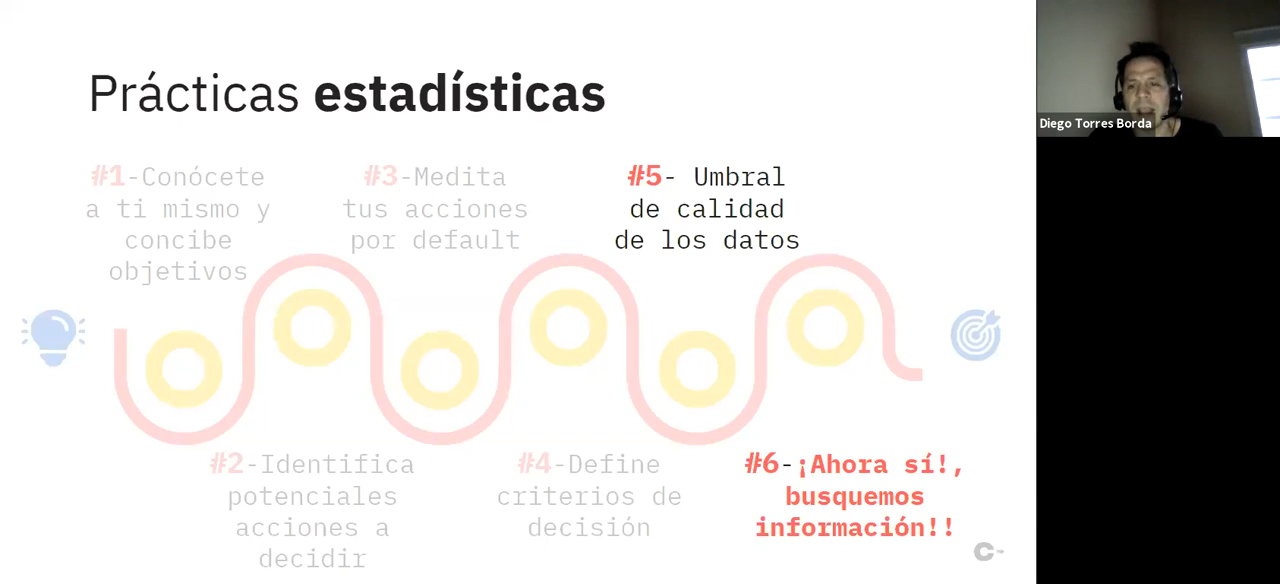 Prácticas estadísticas
#1-Conócete
a ti mismo y
concibe
objetivos
#3-Medita
tus acciones
por default
#5- Umbral
de calidad
de los datos
#2-Identifica
potenciales
acciones a
decidir
#4-Define
criterios de
decisión
#6-¡Ahora sí!,
busquemos
información!!
C-
Diego Torres Borda